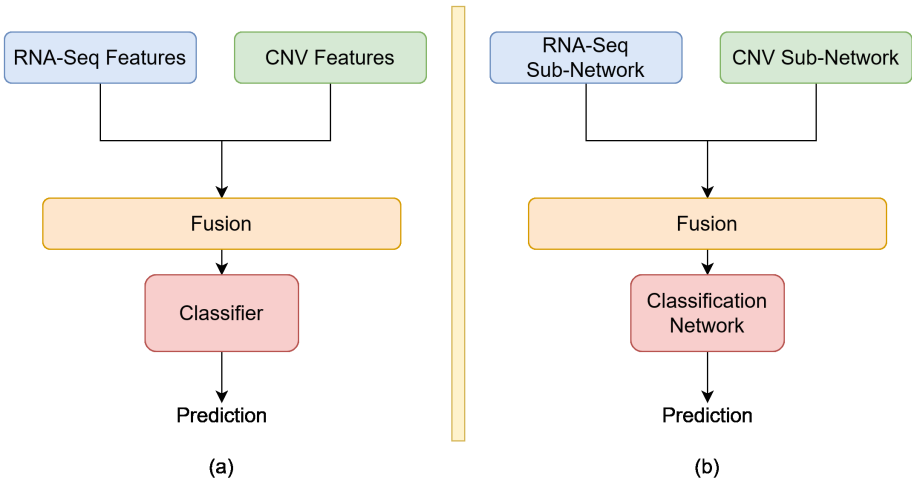 RNA-Seq Features
CNV Features
Fusion
Classifier
Prediction
(a)
RNA-Seq
Sub-Network
CNV Sub-Network
Fusion
Classification
Network
Prediction
(b)